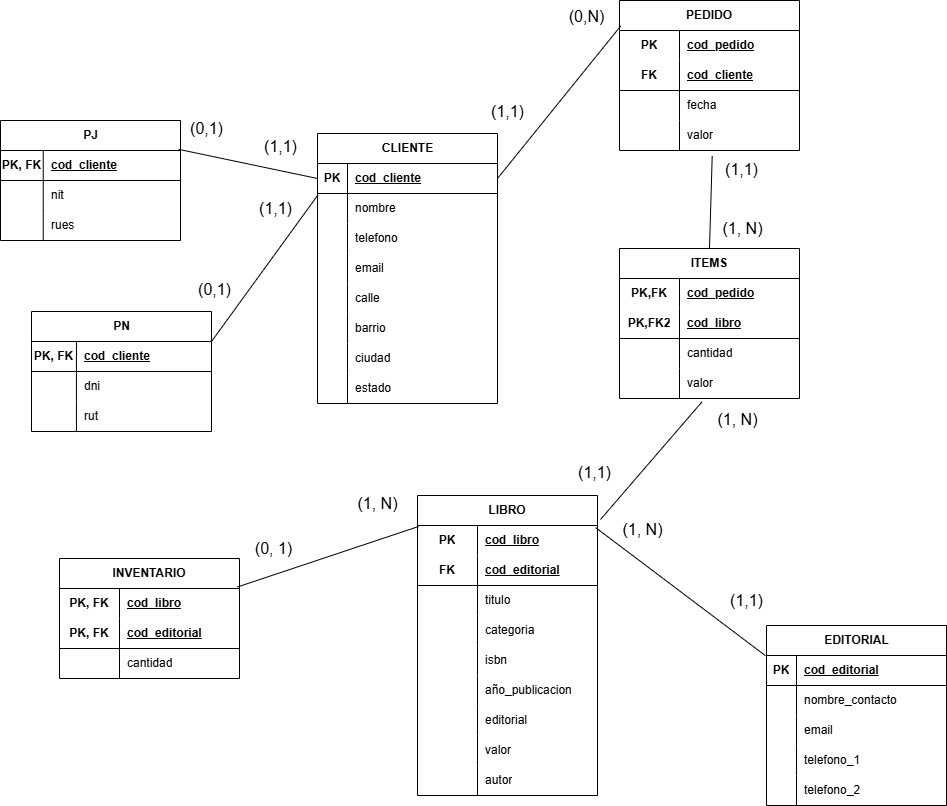 (0,N)
PEDIDO
PK cod_pedido
FK cod_cliente
fecha
valor
(1,1)
(1,1)
(1, N)
PJ
PK, FK cod_cliente
nit
rues
(0,1)
(1,1)
CLIENTE
PK cod_cliente
nombre
telefono
email
calle
barrio
ciudad
estado
(1,1)
(0,1)
PN
PK, FK cod_cliente
dni
rut
ITEMS
PK,FK cod_pedido
PK,FK2 cod_libro
cantidad
valor
(1, N)
(1,1)
LIBRO
PK cod_libro
FK cod_editorial
titulo
categoria
isbn
año_publicacion
editorial
valor
autor
(1, N)
(0, 1)
INVENTARIO
PK, FK cod_libro
PK, FK cod_editorial
cantidad
(1, N)
(1,1)
EDITORIAL
PK cod_editorial
nombre_contacto
email
telefono_1
telefono_2